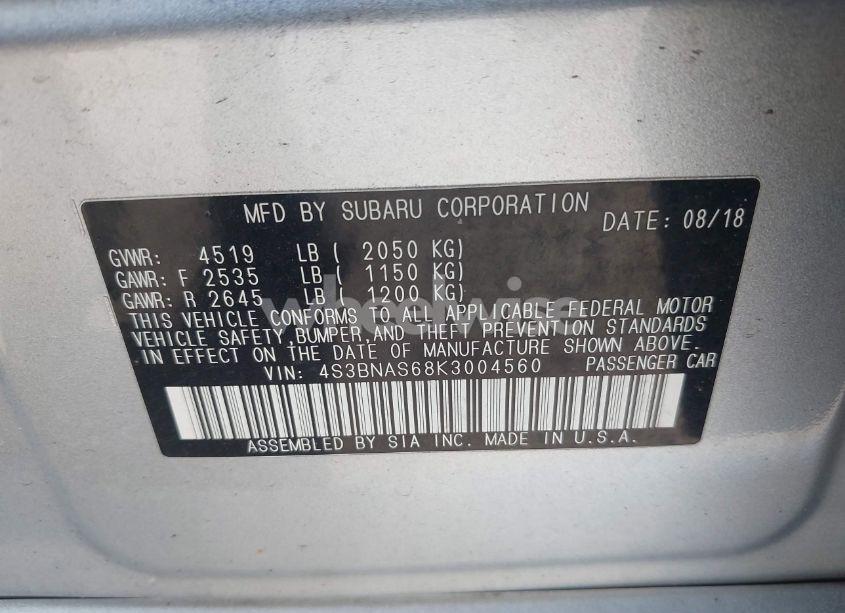 MFD BY SUBARU CORPORATION DATE: 08/18
GVWR: 4519 LB ( 2050 KG)
GAWR: F 2535 LB ( 1150 KG)
GAWR: R 2645 LB ( 1200 KG)
THIS VEHICLE CONFORMS TO ALL APPLICABLE FEDERAL MOTOR
VEHICLE SAFETY, BUMPER, AND THEFT PREVENTION STANDARDS
IN EFFECT ON THE DATE OF MANUFACTURE SHOWN ABOVE.
VIN: 4S3BNAS68K3004560 PASSENGER CAR
ASSEMBLED BY SIA INC. MADE IN U.S.A.
wheelwise